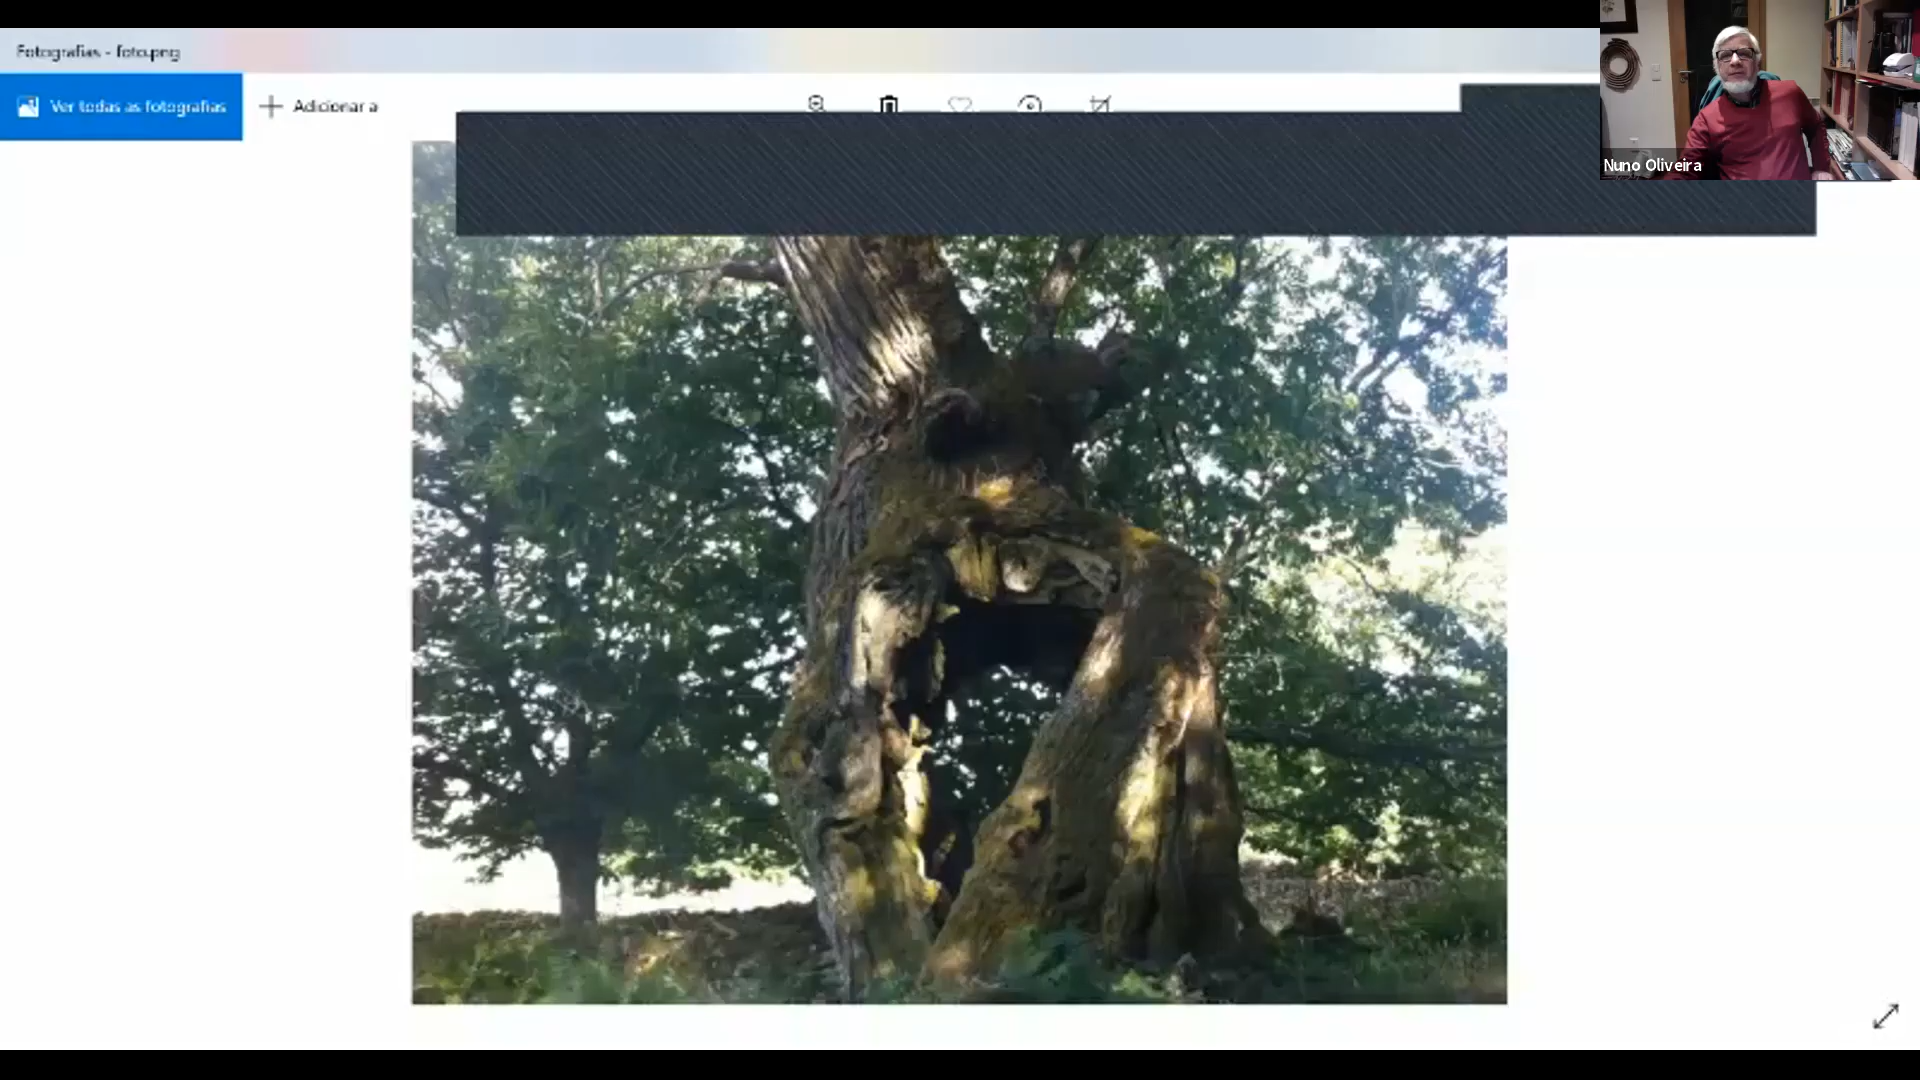 Fotografias - foto.png
Ver todas as fotografias
Adicionar a
Nuno Oliveira